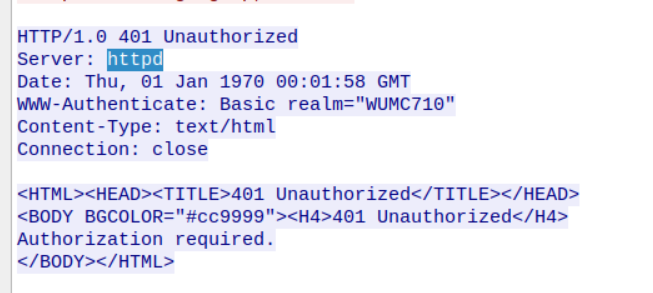 HTTP/1.0 401 Unauthorized
Server: httpd
Date: Thu, 01 Jan 1970 00:01:58 GMT
WWW-Authenticate: Basic realm="WUMC710"
Content-Type: text/html
Connection: close
<HTML><HEAD><TITLE>401 Unauthorized</TITLE></HEAD>
<BODY BGCOLOR="#cc9999"><H4>401 Unauthorized</H4>
Authorization required.
</BODY></HTML>